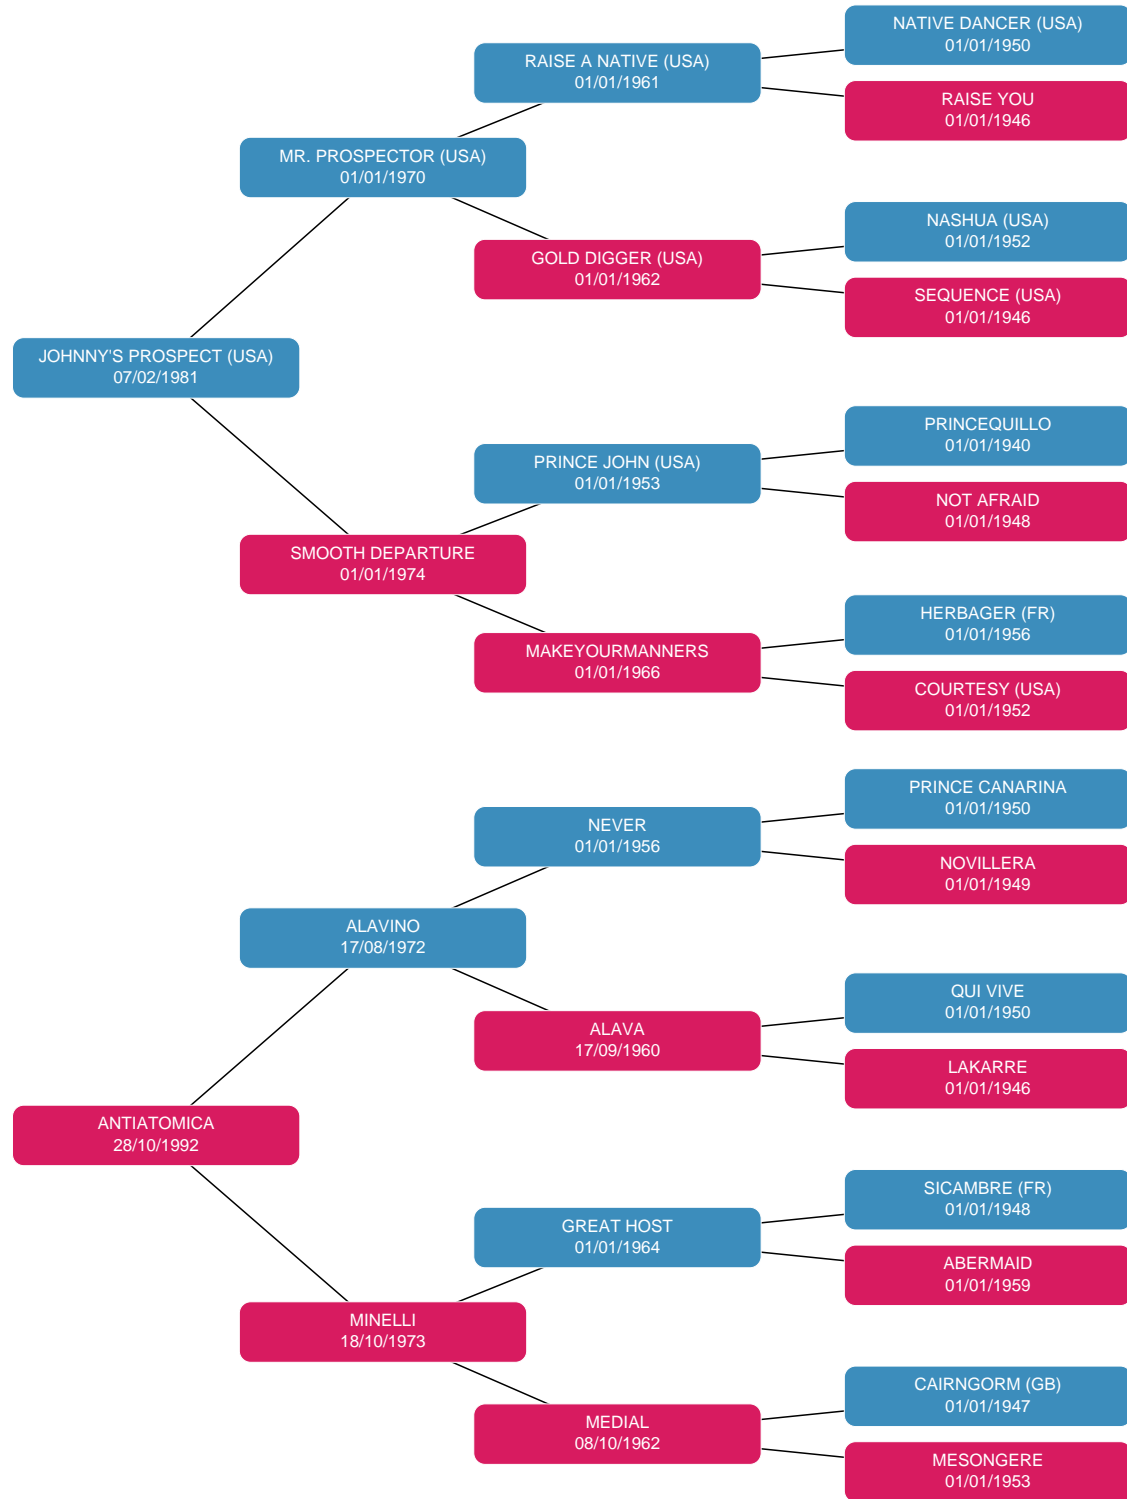 NATIVE DANCER (USA)
01/01/1950
RAISE A NATIVE (USA)
01/01/1961
RAISE YOU
01/01/1946
MR. PROSPECTOR (USA)
01/01/1970
NASHUA (USA)
01/01/1952
GOLD DIGGER (USA)
01/01/1962
SEQUENCE (USA)
01/01/1946
JOHNNY'S PROSPECT (USA)
07/02/1981
PRINCEQUILLO
01/01/1940
PRINCE JOHN (USA)
01/01/1953
NOT AFRAID
01/01/1948
SMOOTH DEPARTURE
01/01/1974
HERBAGER (FR)
01/01/1956
MAKEYOURMANNERS
01/01/1966
COURTESY (USA)
01/01/1952
PRINCE CANARINA
01/01/1950
NEVER
01/01/1956
NOVILLERA
01/01/1949
ALAVINO
17/08/1972
QUI VIVE
01/01/1950
ALAVA
17/09/1960
LAKARRE
01/01/1946
ANTIATOMICA
28/10/1992
SICAMBRE (FR)
01/01/1948
GREAT HOST
01/01/1964
ABERMAID
01/01/1959
MINELLI
18/10/1973
CAIRNGORM (GB)
01/01/1947
MEDIAL
08/10/1962
MESONGERE
01/01/1953